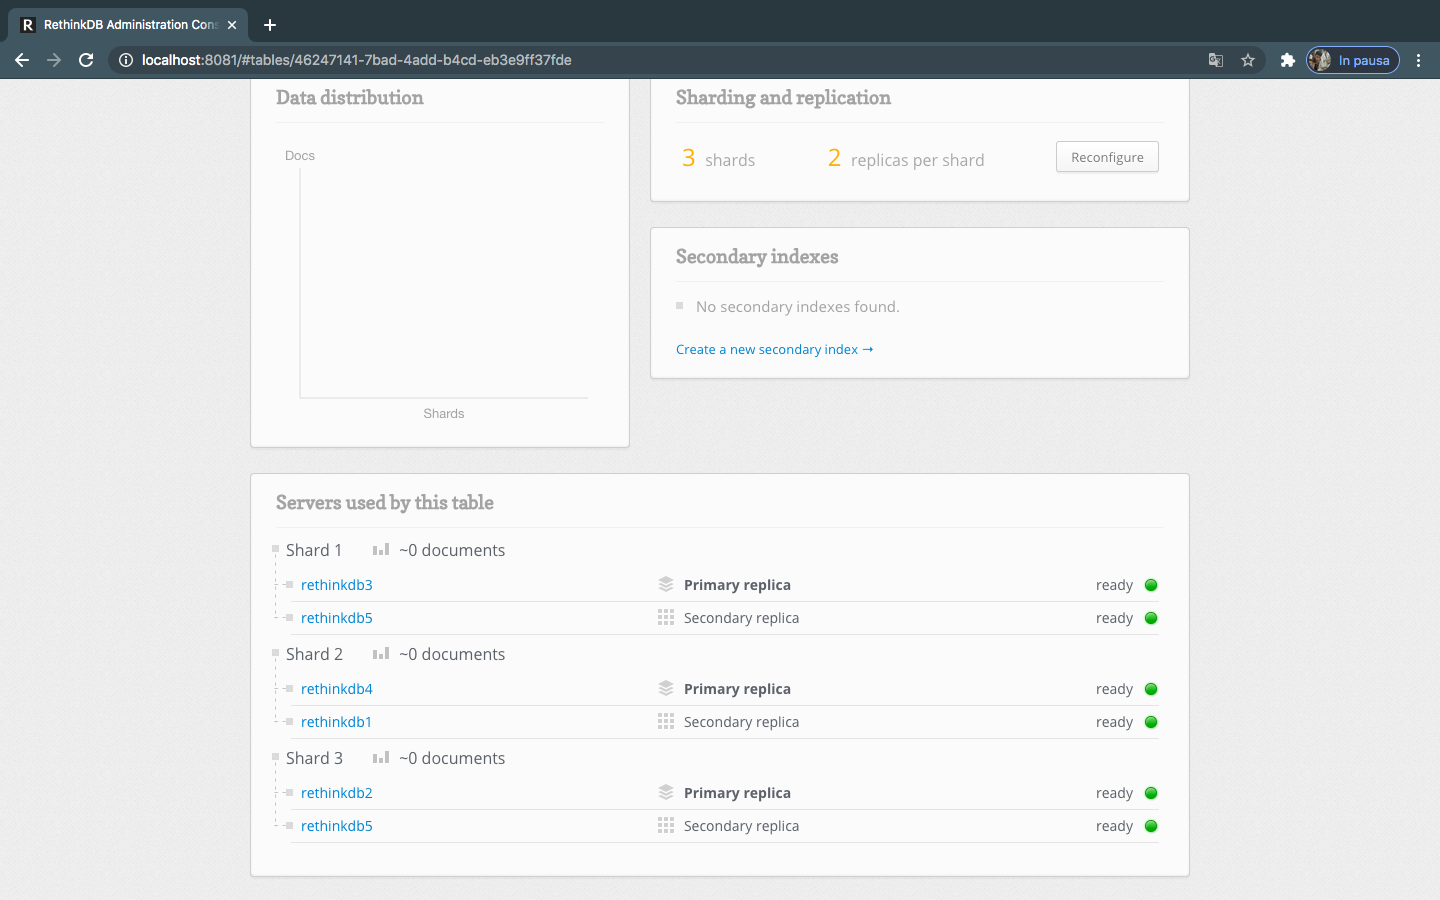 RethinkDB Administration Cons
localhost:8081/#tables/46247141-7bad-4add-b4cd-eb3e9ff37fde
In pausa
Data distribution
Docs
Shards
Sharding and replication
3 shards
2 replicas per shard
Reconfigure
Secondary indexes
No secondary indexes found.
Create a new secondary index →
Servers used by this table
Shard 1 ~0 documents
rethinkdb3 Primary replica ready
rethinkdb5 Secondary replica ready
Shard 2 ~0 documents
rethinkdb4 Primary replica ready
rethinkdb1 Secondary replica ready
Shard 3 ~0 documents
rethinkdb2 Primary replica ready
rethinkdb5 Secondary replica ready